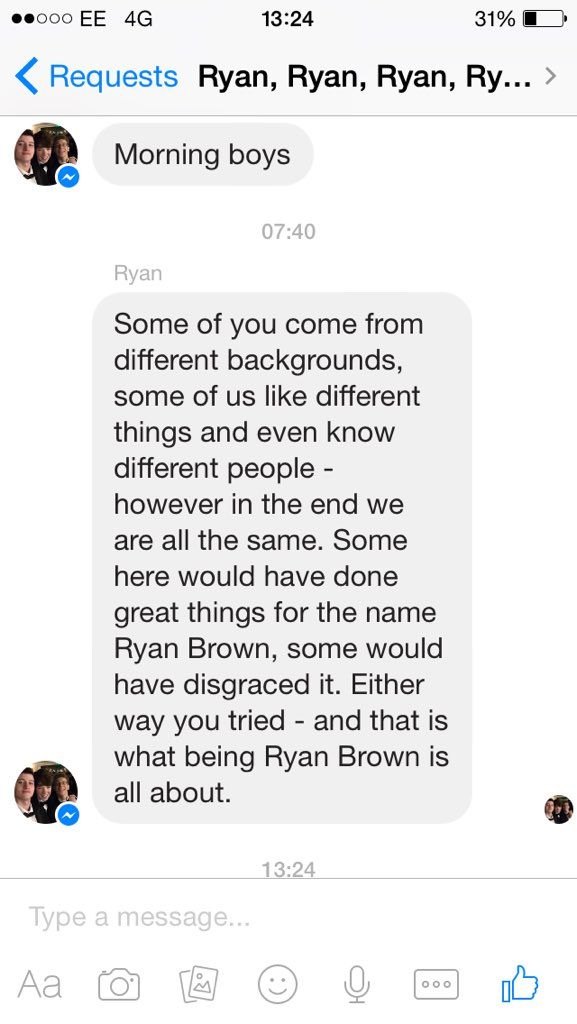 EE 4G 13:24 31%
Requests Ryan, Ryan, Ryan, Ry...
Morning boys
07:40
Ryan
Some of you come from
different backgrounds,
some of us like different
things and even know
different people -
however in the end we
are all the same. Some
here would have done
great things for the name
Ryan Brown, some would
have disgraced it. Either
way you tried - and that is
what being Ryan Brown is
all about.
13:24
Type a message...
Aa